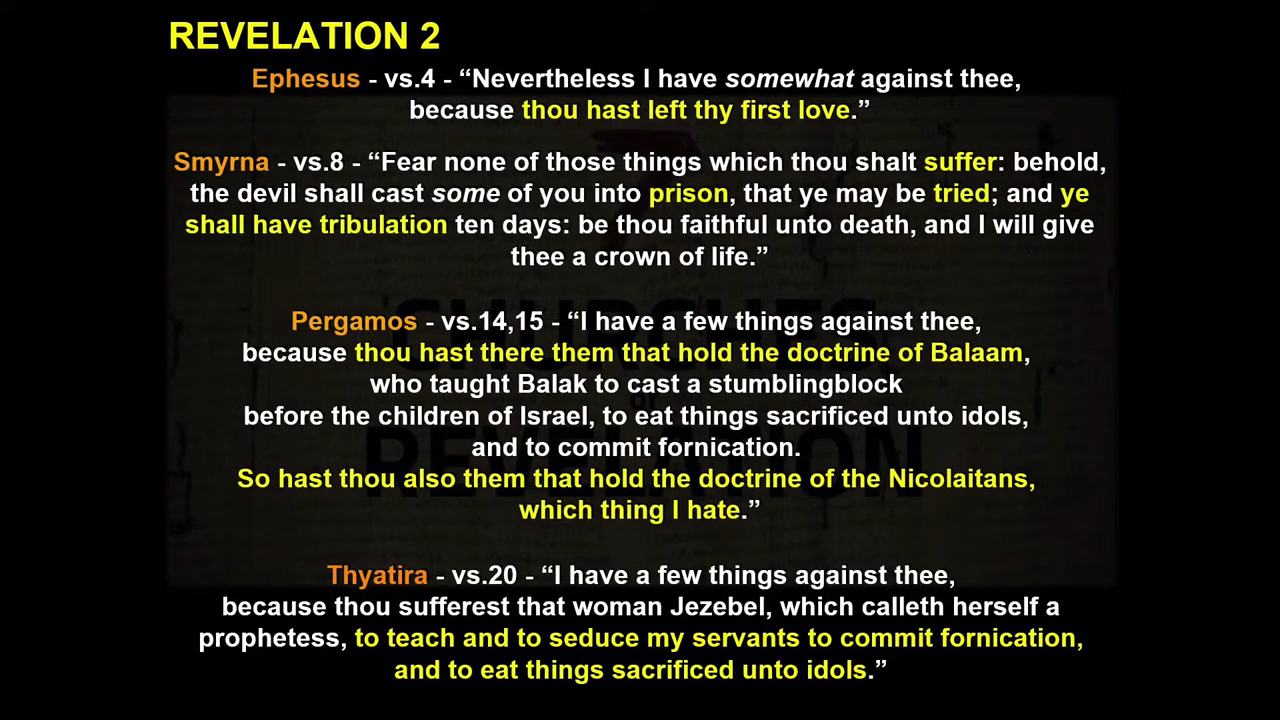 REVELATION 2
Ephesus - vs.4 - “Nevertheless I have somewhat against thee,
because thou hast left thy first love.”
Smyrna - vs.8 - “Fear none of those things which thou shalt suffer: behold,
the devil shall cast some of you into prison, that ye may be tried; and ye
shall have tribulation ten days: be thou faithful unto death, and I will give
thee a crown of life.”
Pergamos - vs.14,15 - “I have a few things against thee,
because thou hast there them that hold the doctrine of Balaam,
who taught Balak to cast a stumblingblock
before the children of Israel, to eat things sacrificed unto idols,
and to commit fornication.
So hast thou also them that hold the doctrine of the Nicolaitans,
which thing I hate.”
Thyatira - vs.20 - “I have a few things against thee,
because thou sufferest that woman Jezebel, which calleth herself a
prophetess, to teach and to seduce my servants to commit fornication,
and to eat things sacrificed unto idols.”
CHURCHES
OF
REVELATION